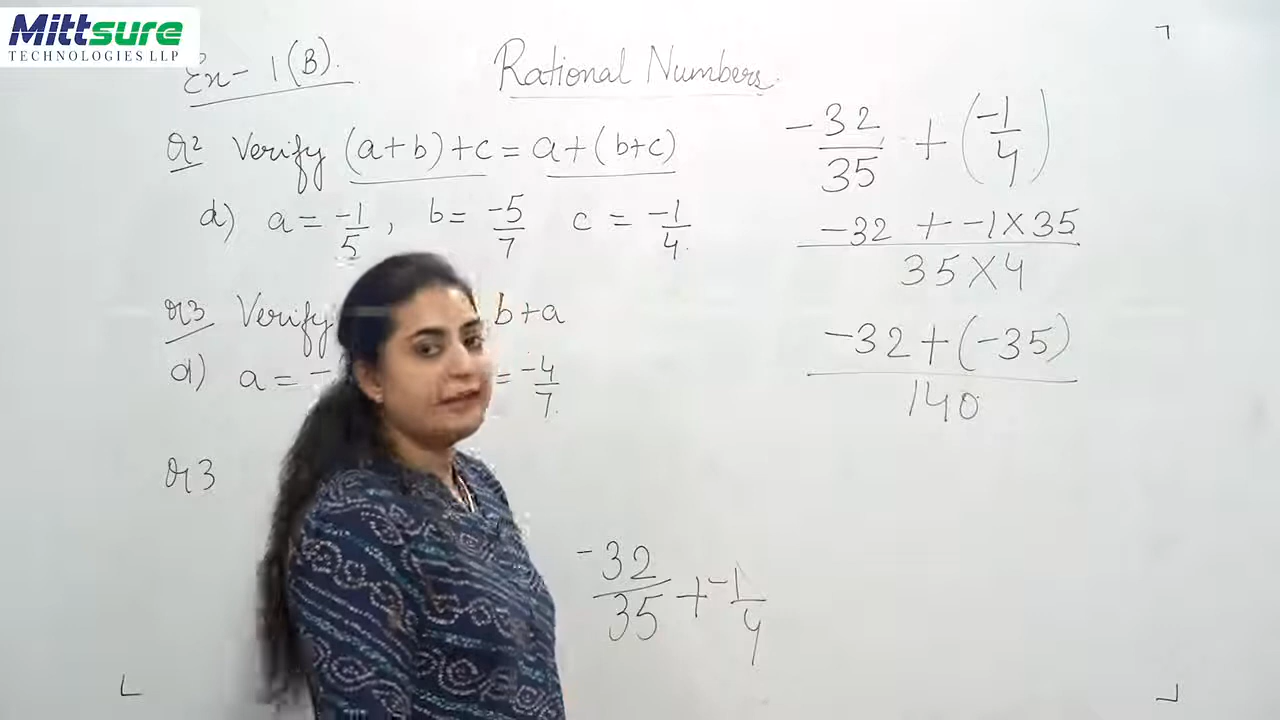 Mittsure
TECHNOLOGIES LLP
Ex- 1(B).
Rational Numbers.
Q2 Verify (a+b)+c = a+(b+c)
d) a = -1/5, b = -5/7 c = -1/4.
Q3 Verify b+a
d) a = - = -4/7.
Q3
-32/35 + -1/4
-32/35 + (-1/4)
-32 + -1×35
35×4
-32+(-35)
140